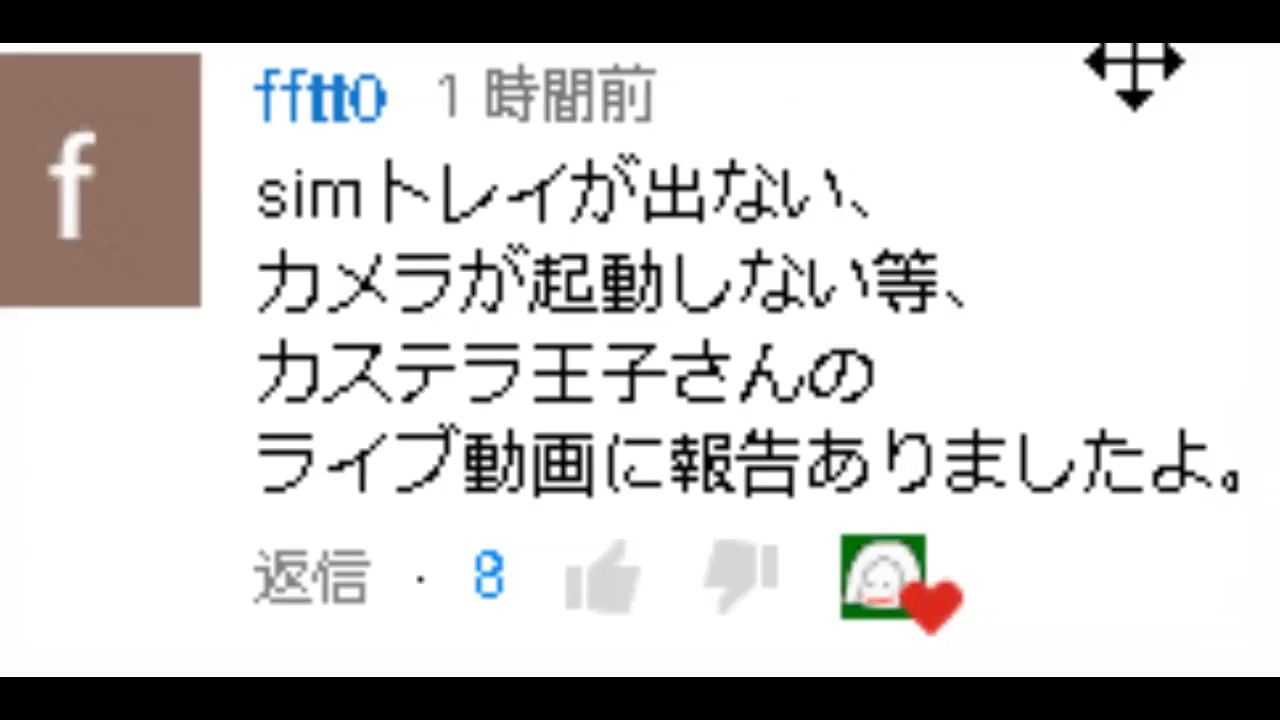 f
fftt0 1 時間前
simトレイが出ない、
カメラが起動しない等、
カステラ王子さんの
ライブ動画に報告ありましたよ。
返信 · 8